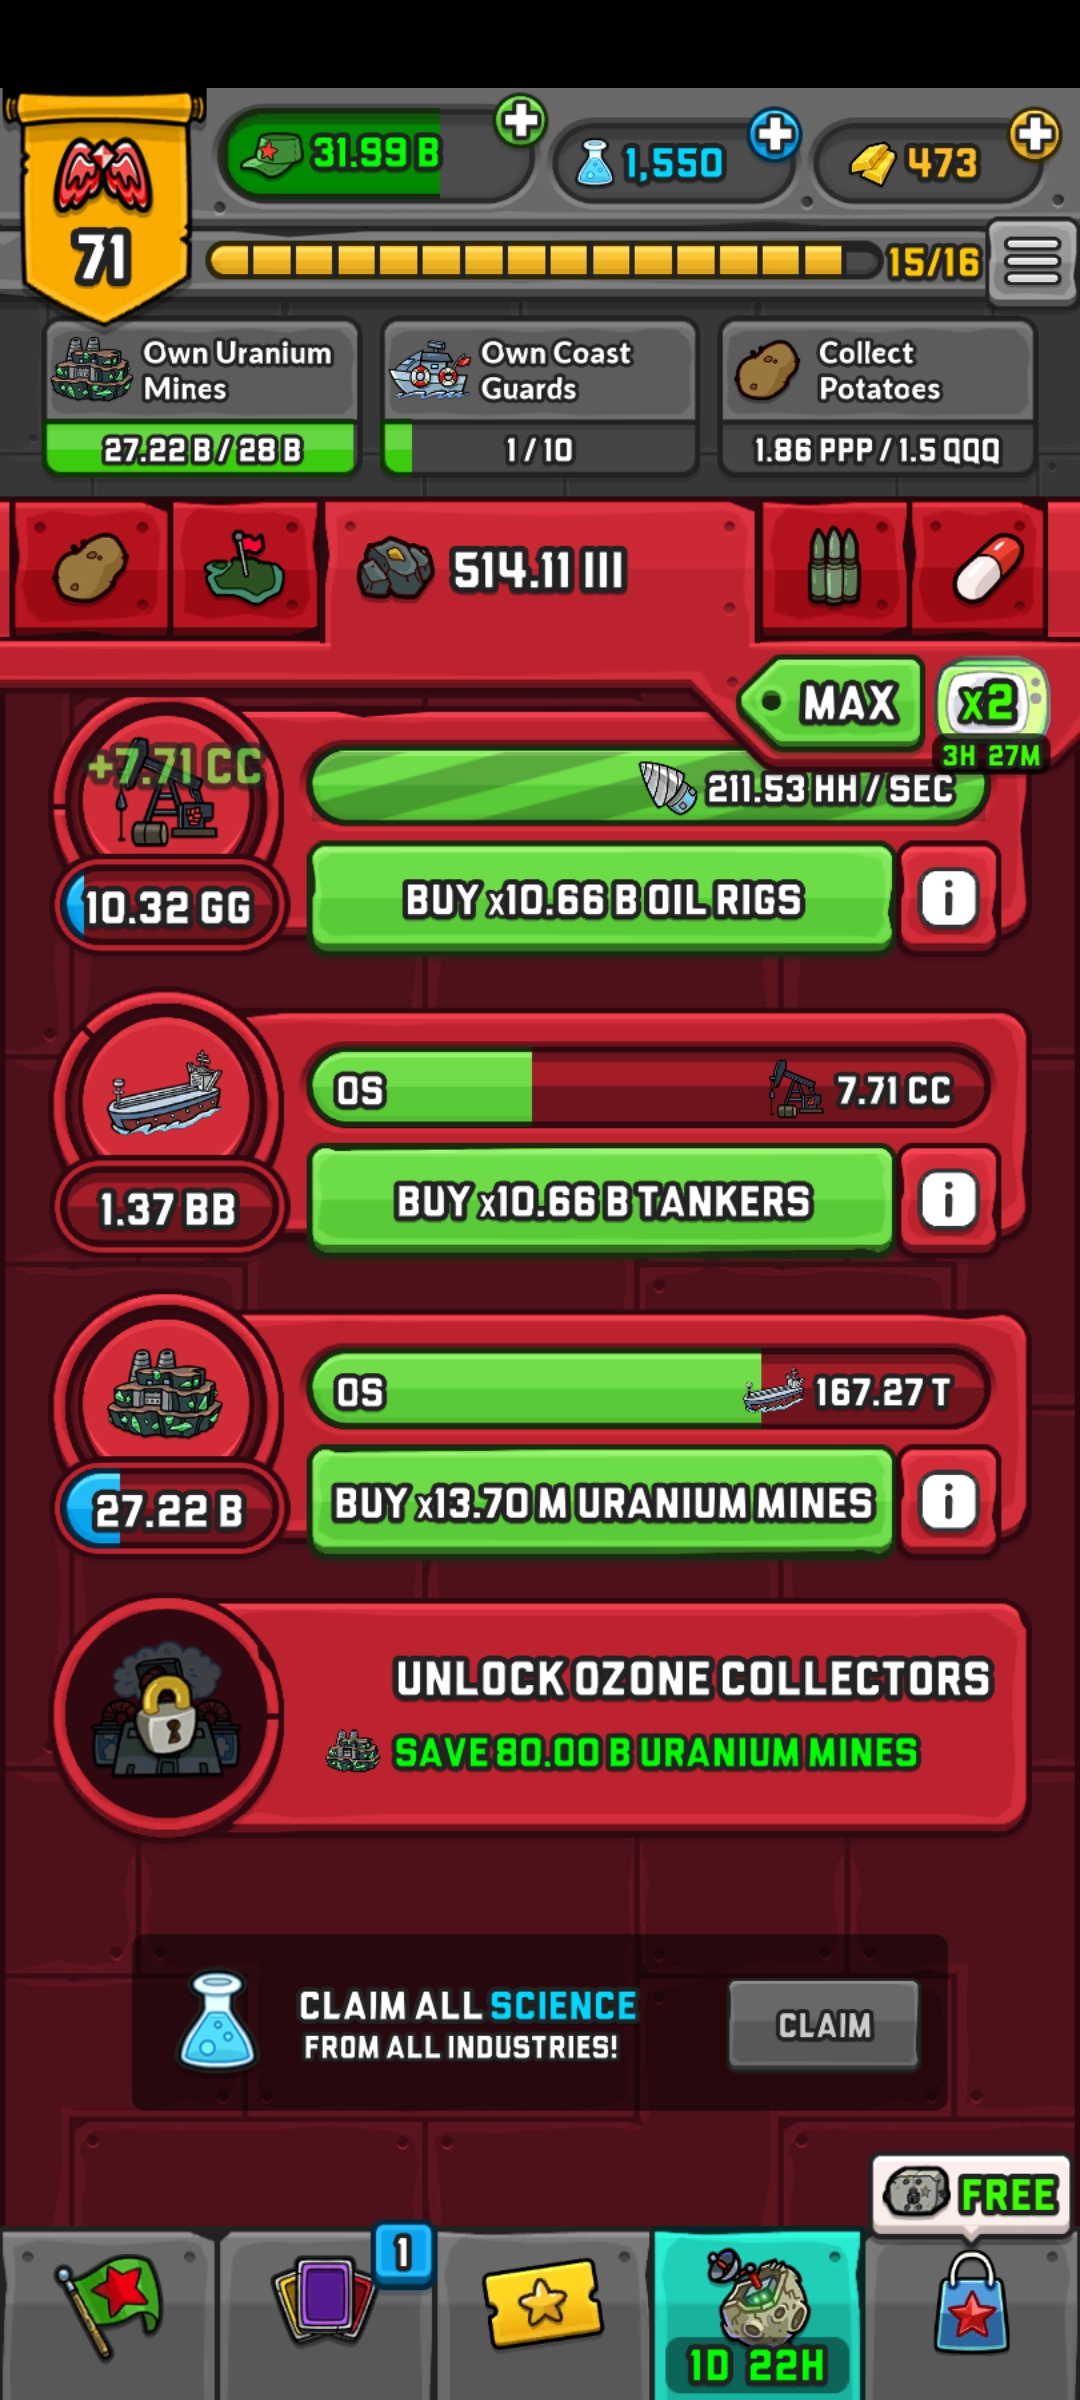 31.99 B
1,550
473
71
15/16
Own Uranium
Mines
27.22 B / 28 B
Own Coast
Guards
1 / 10
Collect
Potatoes
1.86 PPP / 1.5 QQQ
514.11 III
MAX
x2
3H 27M
+7.71 CC
211.53 HH / SEC
10.32 GG
BUY x10.66 B OIL RIGS
i
0S
7.71 CC
1.37 BB
BUY x10.66 B TANKERS
i
0S
167.27 T
27.22 B
BUY x13.70 M URANIUM MINES
i
UNLOCK OZONE COLLECTORS
SAVE 80.00 B URANIUM MINES
CLAIM ALL SCIENCE
FROM ALL INDUSTRIES!
CLAIM
FREE
1
1D 22H